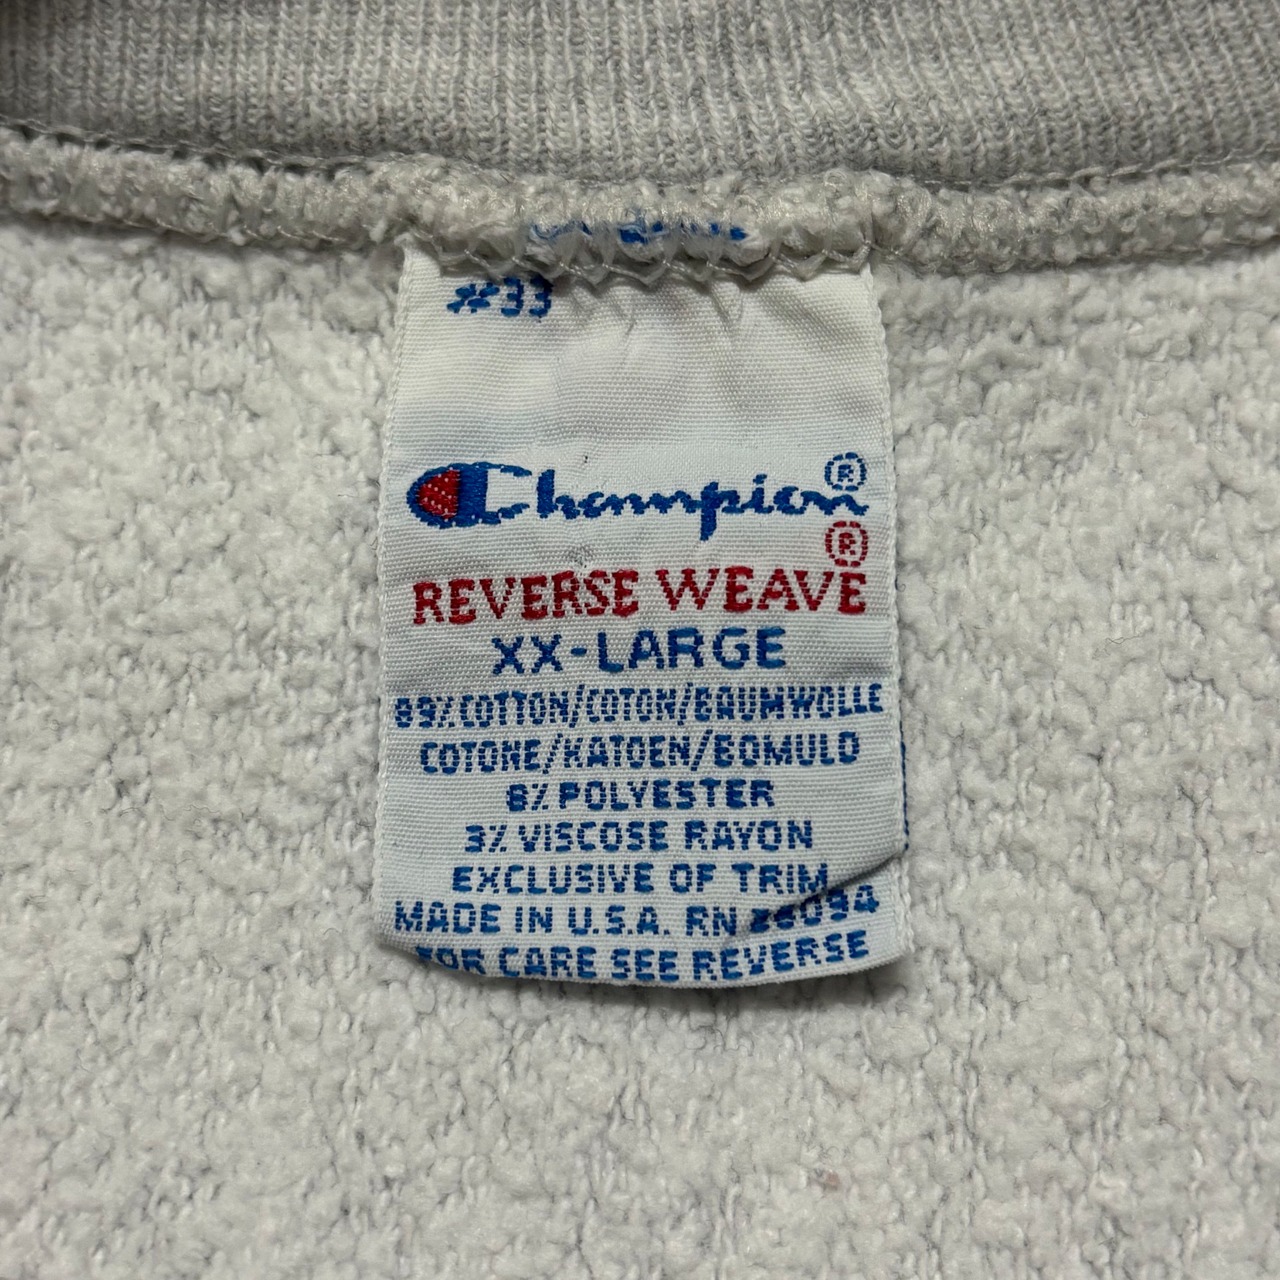 #33
Champion®
®
REVERSE WEAVE
XX-LARGE
89% COTTON/COTON/BAUMWOLLE
COTONE/KATOEN/BOMULD
8% POLYESTER
3% VISCOSE RAYON
EXCLUSIVE OF TRIM
MADE IN U.S.A. RN 26094
FOR CARE SEE REVERSE